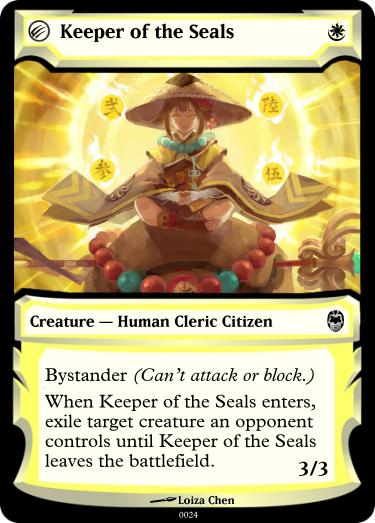 Keeper of the Seals
弐
陸
参
伍
Creature — Human Cleric Citizen
Bystander (Can't attack or block.)
When Keeper of the Seals enters,
exile target creature an opponent
controls until Keeper of the Seals
leaves the battlefield.
3/3
Loiza Chen
0024